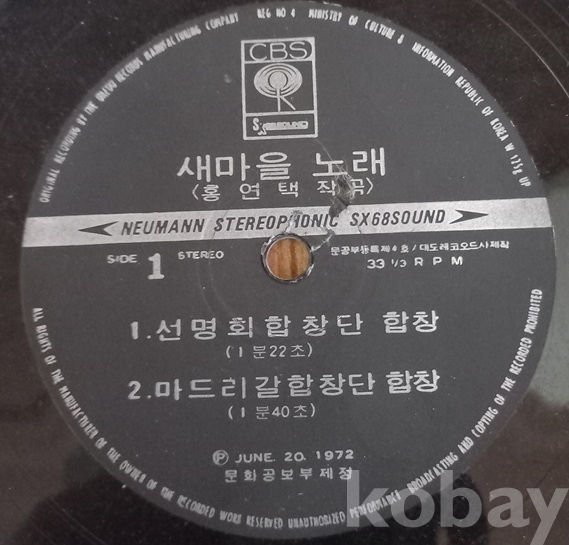 ORIGINAL RECORDING BY THE RECORD MANUFACTURING COMPANY REG NO 4 MINISTRY OF CULTURE & INFORMATION REPUBLIC OF KOREA
CBS
새마을 노래
〈홍연택 작곡〉
NEUMANN STEREOPHONIC SX68SOUND
SIDE 1 STEREO
문공부등록제4호/대도레코오드사제작
33 1/3 R P M
1. 선명회합창단 합창
(1분22초)
2. 마드리갈합창단 합창
(1분40초)
Ⓟ JUNE. 20. 1972
문화공보부제정
ALL RIGHTS OF THE MANUFACTURER OF THE OWNER OF THE RECORDED WORK RESERVED UNAUTHORIZED PERFORMANCE BROADCASTING AND COPYING OF THE RECORDED PROHIBITED
kobay